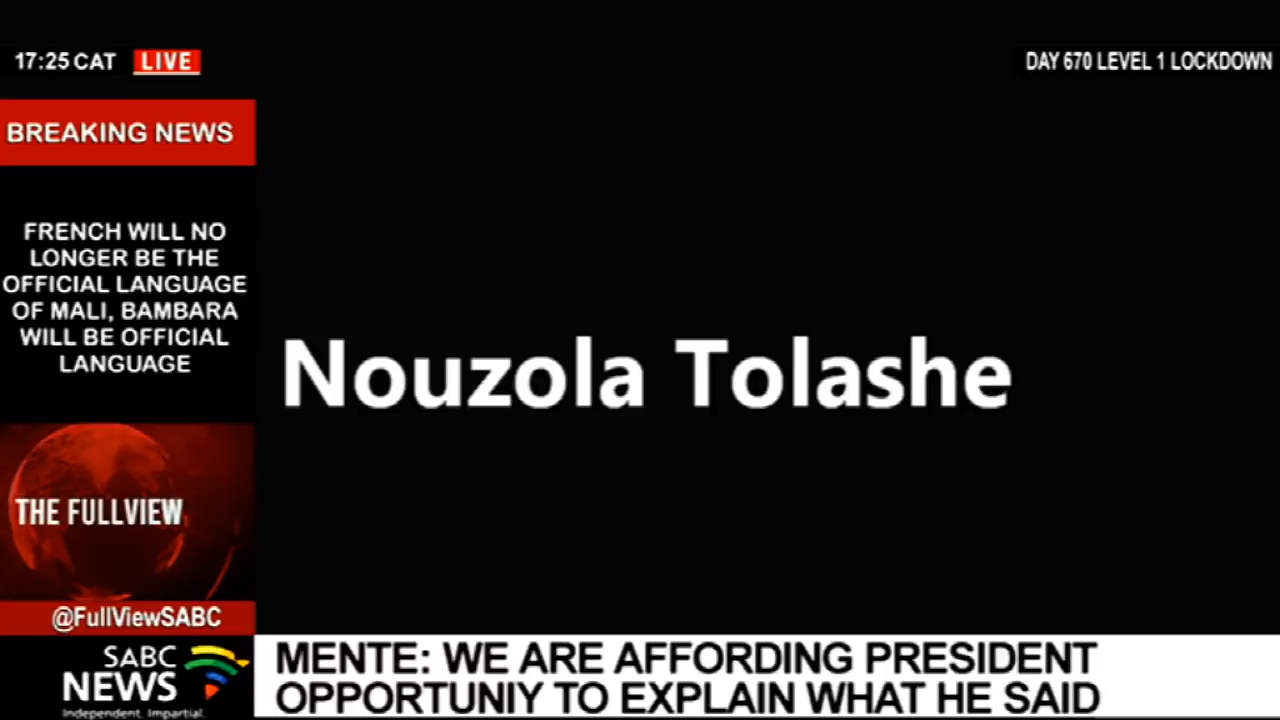 17:25 CAT LIVE
DAY 670 LEVEL 1 LOCKDOWN
BREAKING NEWS
FRENCH WILL NO
LONGER BE THE
OFFICIAL LANGUAGE
OF MALI, BAMBARA
WILL BE OFFICIAL
LANGUAGE
Nouzola Tolashe
THE FULLVIEW
@FullViewSABC
SABC
NEWS
Independent. Impartial.
MENTE: WE ARE AFFORDING PRESIDENT
OPPORTUNIY TO EXPLAIN WHAT HE SAID